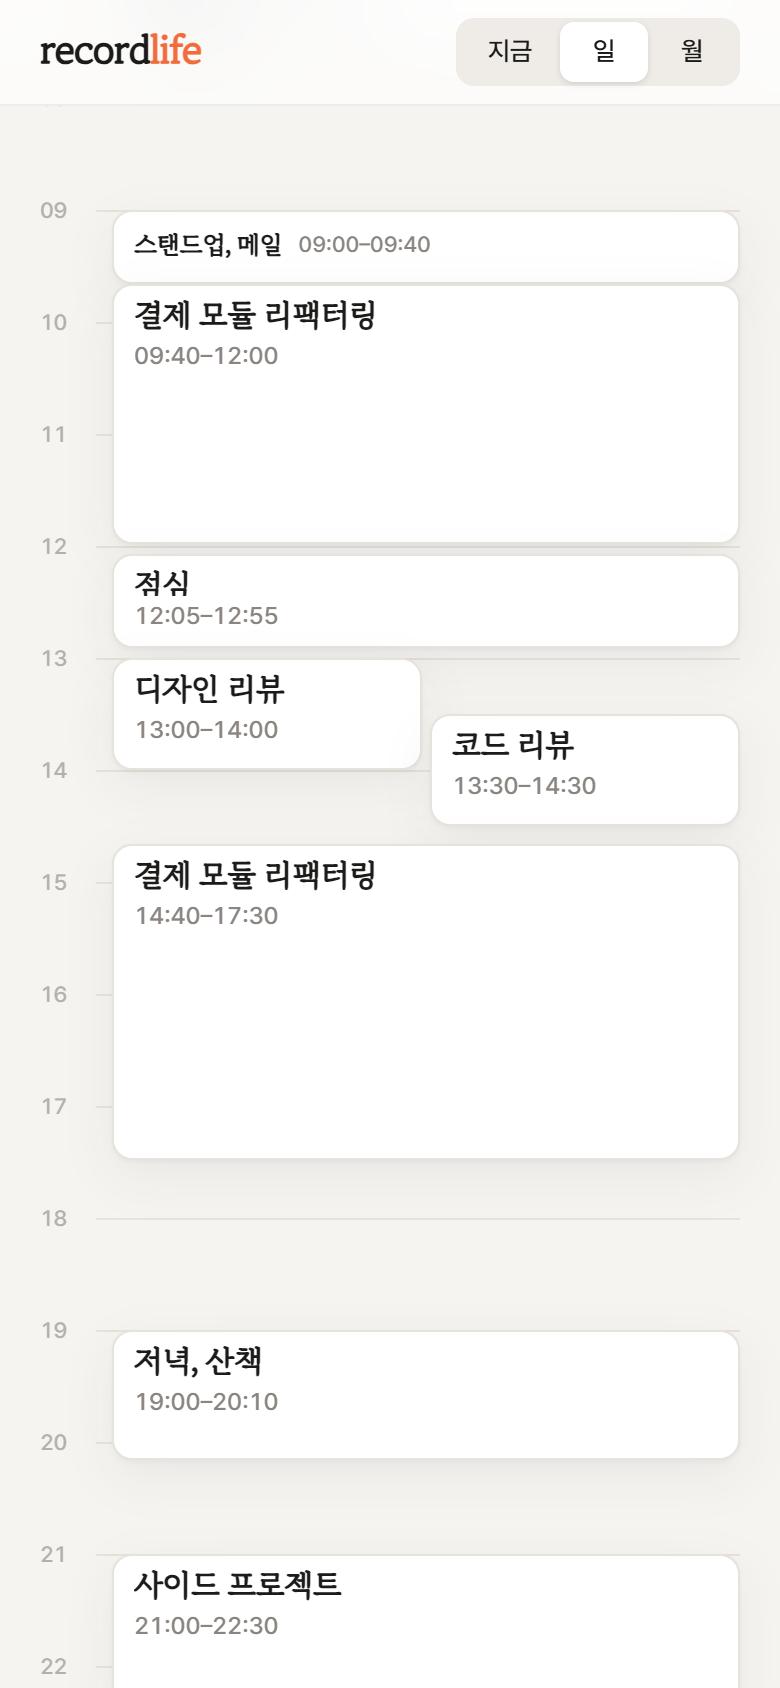 recordlife
지금 일 월
09
스탠드업, 메일 09:00–09:40
결제 모듈 리팩터링
10
09:40–12:00
11
12
점심
12:05–12:55
13
디자인 리뷰
13:00–14:00
코드 리뷰
14
13:30–14:30
결제 모듈 리팩터링
15
14:40–17:30
16
17
18
19
저녁, 산책
19:00–20:10
20
21
사이드 프로젝트
21:00–22:30
22